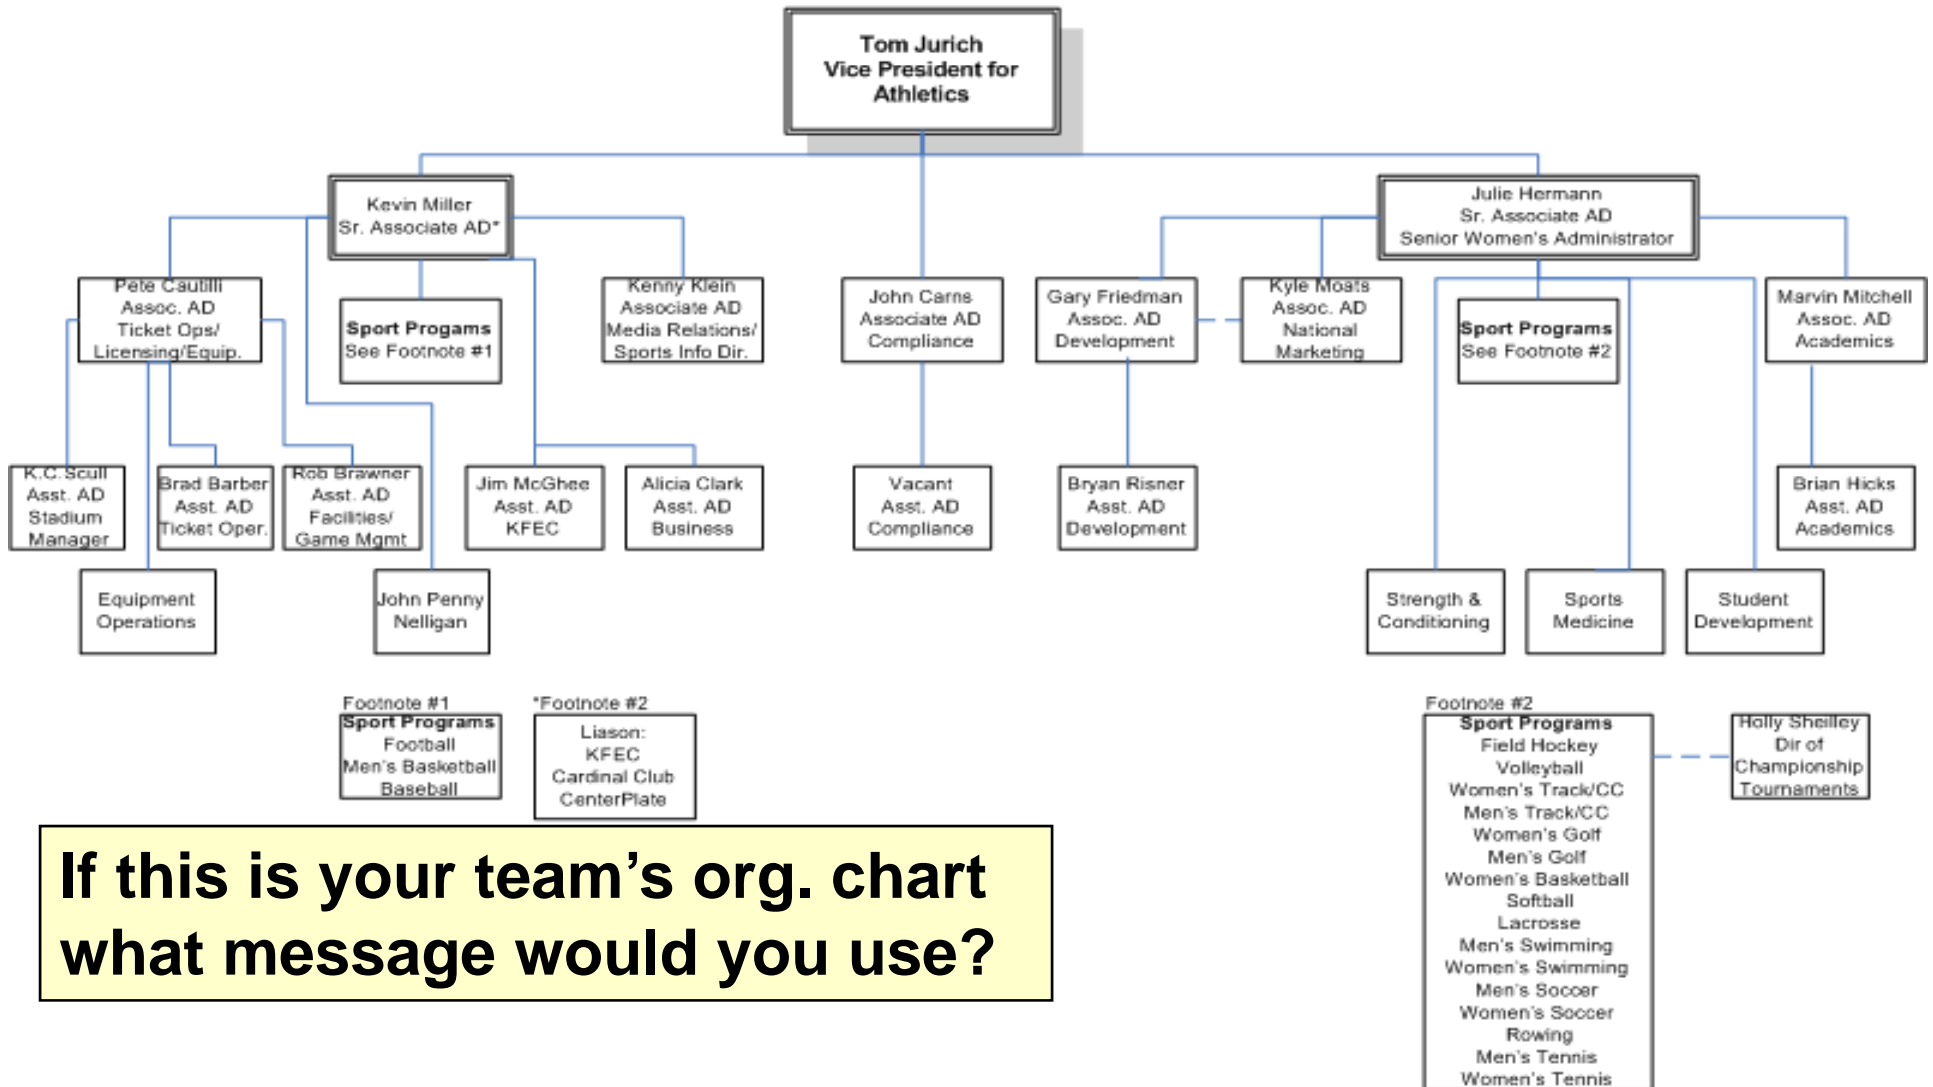 Tom Jurich
Vice President for
Athletics
Kevin Miller
Sr. Associate AD*
Julie Hermann
Sr. Associate AD
Senior Women's Administrator
Pete Cautilli
Assoc. AD
Ticket Ops/
Licensing/Equip.
Sport Progams
See Footnote #1
Kenny Klein
Associate AD
Media Relations/
Sports Info Dir.
John Carns
Associate AD
Compliance
Gary Friedman
Assoc. AD
Development
Kyle Moats
Assoc. AD
National
Marketing
Sport Programs
See Footnote #2
Marvin Mitchell
Assoc. AD
Academics
K.C.Scull
Asst. AD
Stadium
Manager
Brad Barber
Asst. AD
Ticket Oper.
Rob Brawner
Asst. AD
Facilities/
Game Mgmt
Jim McGhee
Asst. AD
KFEC
Alicia Clark
Asst. AD
Business
Vacant
Asst. AD
Compliance
Bryan Risner
Asst. AD
Development
Brian Hicks
Asst. AD
Academics
Equipment
Operations
John Penny
Nelligan
Strength &
Conditioning
Sports
Medicine
Student
Development
Footnote #1
Sport Programs
Football
Men's Basketball
Baseball
*Footnote #2
Liason:
KFEC
Cardinal Club
CenterPlate
Footnote #2
Sport Programs
Field Hockey
Volleyball
Women's Track/CC
Men's Track/CC
Women's Golf
Men's Golf
Women's Basketball
Softball
Lacrosse
Men's Swimming
Women's Swimming
Men's Soccer
Women's Soccer
Rowing
Men's Tennis
Women's Tennis
Holly Sheilley
Dir of
Championship
Tournaments
If this is your team's org. chart
what message would you use?